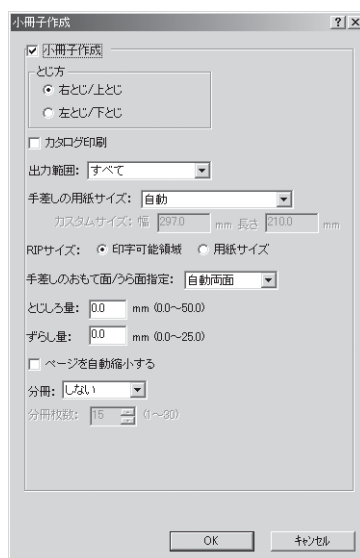 小冊子作成
小冊子作成
とじ方
右とじ/上とじ
左とじ/下とじ
カタログ印刷
出力範囲: すべて
手差しの用紙サイズ: 自動
カスタムサイズ: 幅 297.0 mm 長さ 210.0 mm
RIPサイズ: 印字可能領域 用紙サイズ
手差しのおもて面/うら面指定: 自動両面
とじしろ量: 0.0 mm (0.0～50.0)
ずらし量: 0.0 mm (0.0～25.0)
ページを自動縮小する
分冊: しない
分冊枚数: 15 (1～30)
OK キャンセル